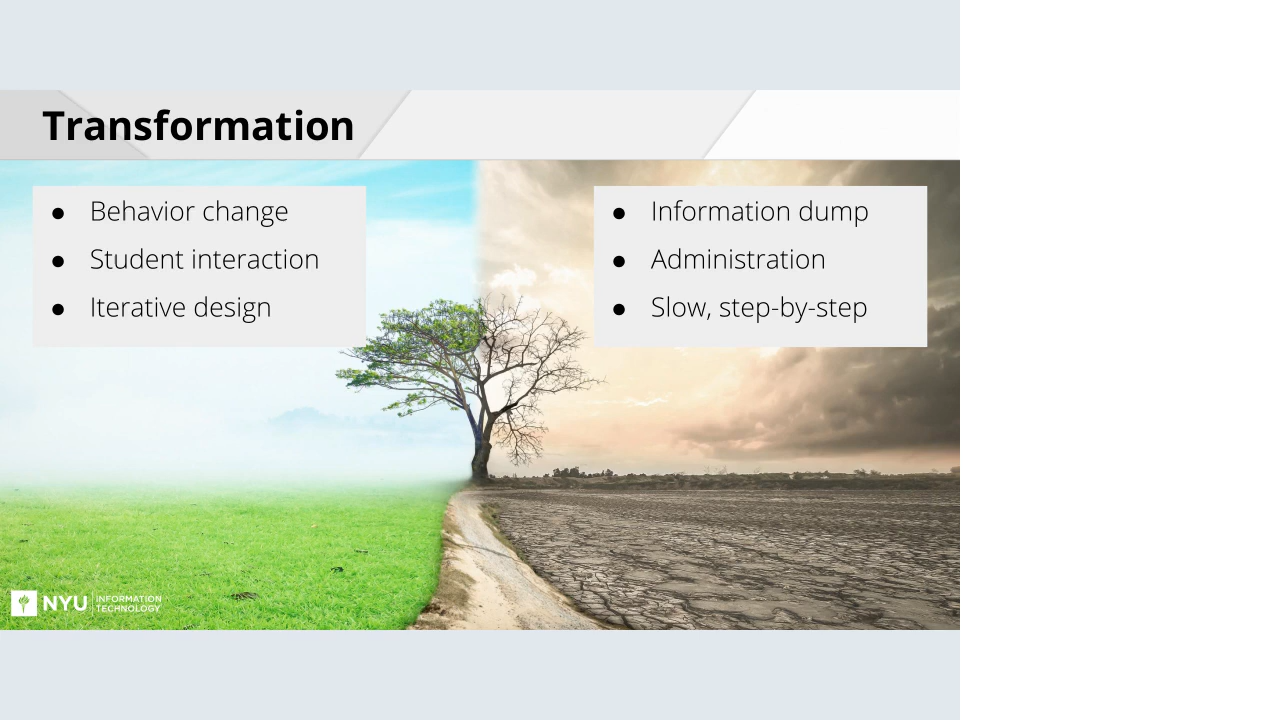 Transformation
● Behavior change
● Student interaction
● Iterative design
● Information dump
● Administration
● Slow, step-by-step
NYU INFORMATION
TECHNOLOGY